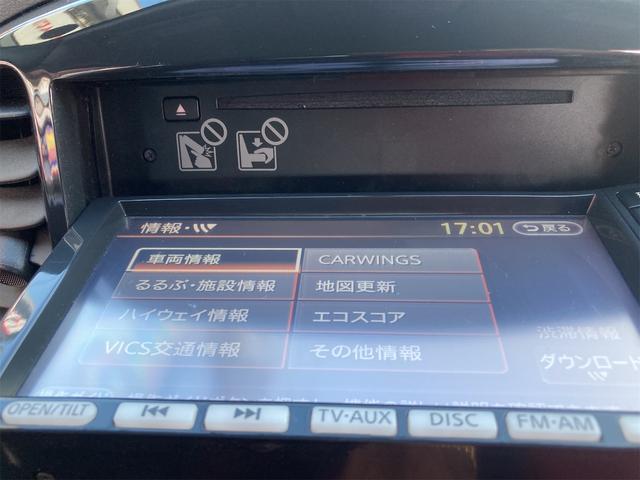 情報
17:01 戻る
車両情報 CARWINGS
るるぶ・施設情報 地図更新
ハイウェイ情報 エコスコア
VICS交通情報 その他情報
渋滞情報
ダウンロード
OPEN/TILT TV·AUX DISC FM·AM